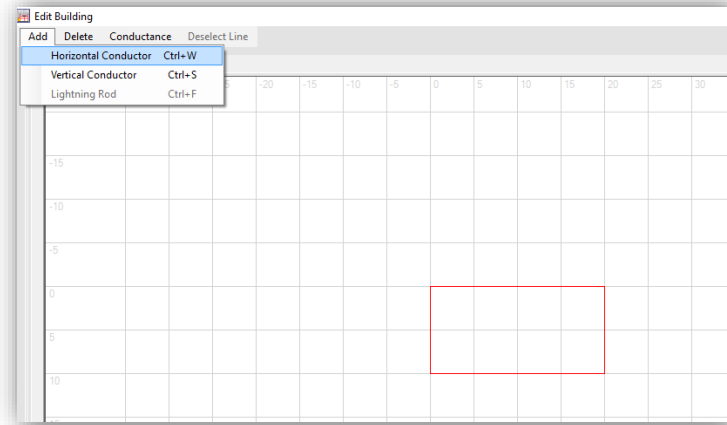 Edit Building
Add Delete Conductance Deselect Line
Horizontal Conductor Ctrl+W
Vertical Conductor Ctrl+S
Lightning Rod Ctrl+F
-20 -15 -10 -5 0 5 10 15 20 25 30
-15
-10
-5
0
5
10